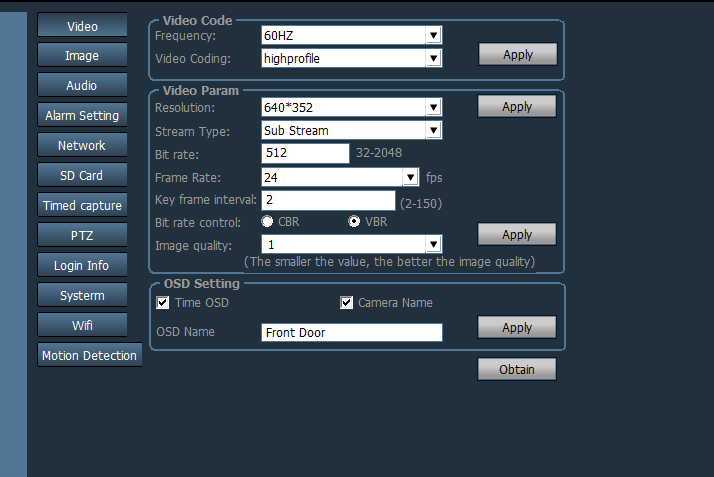 Video
Image
Audio
Alarm Setting
Network
SD Card
Timed capture
PTZ
Login Info
Systerm
Wifi
Motion Detection
Video Code
Frequency: 60HZ
Video Coding: highprofile
Apply
Video Param
Resolution: 640*352
Apply
Stream Type: Sub Stream
Bit rate: 512 32-2048
Frame Rate: 24 fps
Key frame interval: 2 (2-150)
Bit rate control: CBR VBR
Apply
Image quality: 1
(The smaller the value, the better the image quality)
OSD Setting
Time OSD Camera Name
OSD Name Front Door Apply
Obtain